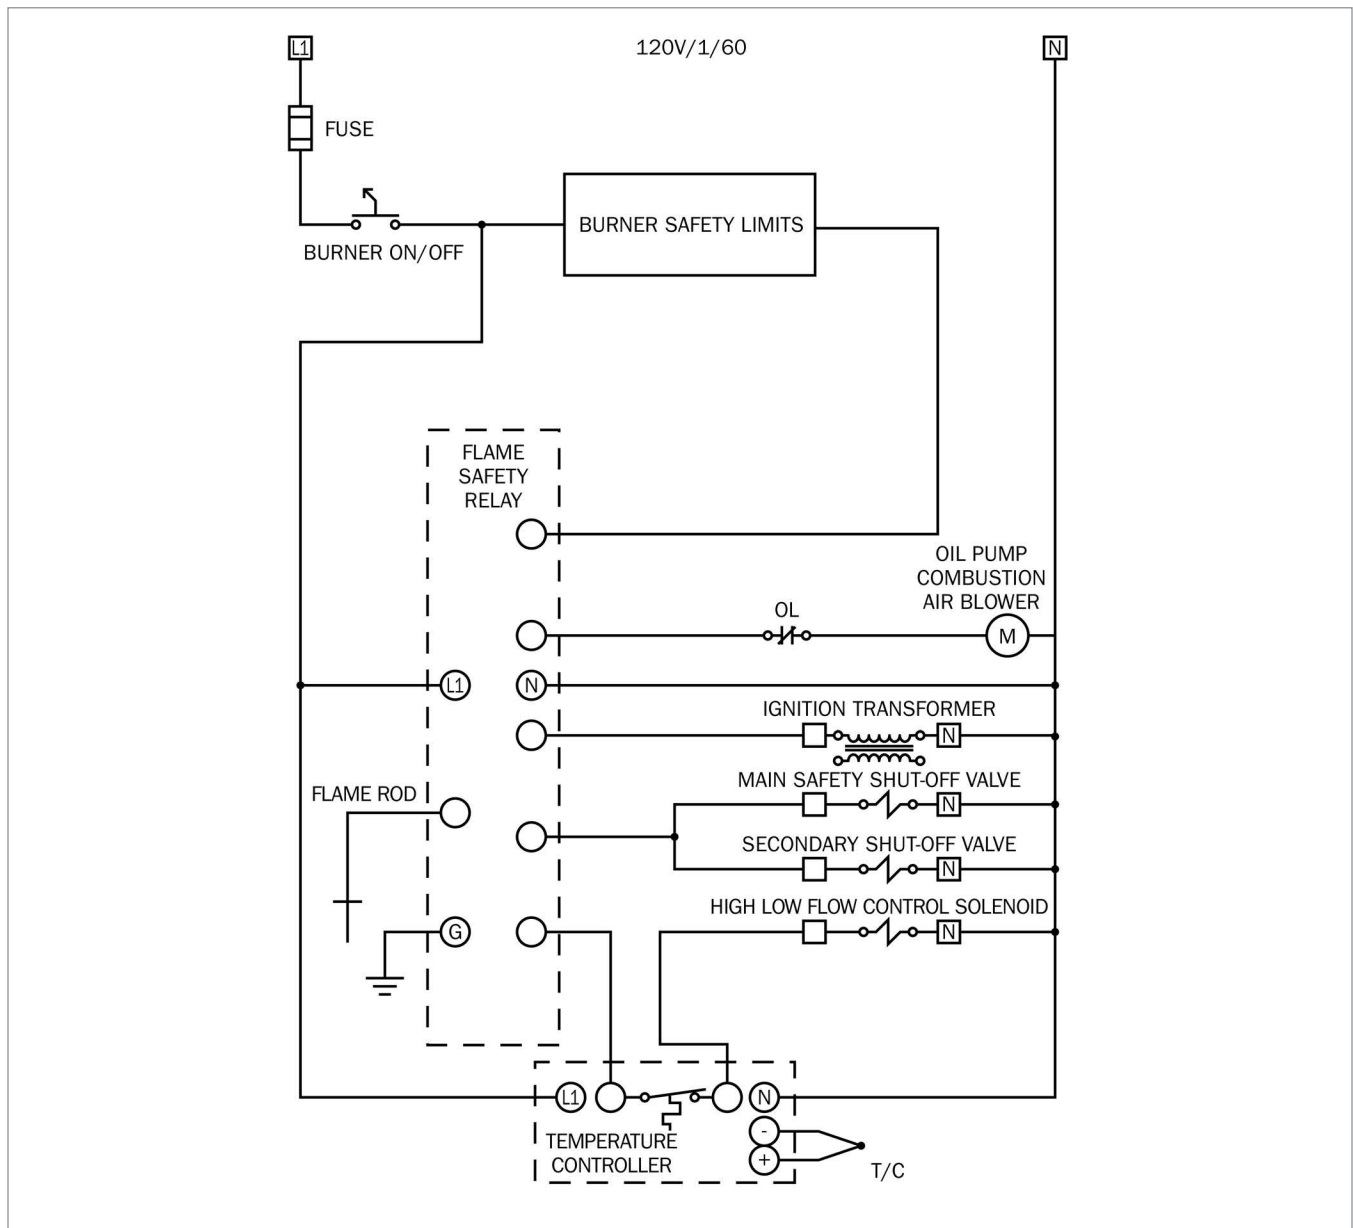 L1
120V/1/60
N
FUSE
BURNER SAFETY LIMITS
BURNER ON/OFF
FLAME
SAFETY
RELAY
OIL PUMP
COMBUSTION
AIR BLOWER
OL
M
L1
N
IGNITION TRANSFORMER
N
MAIN SAFETY SHUT-OFF VALVE
N
FLAME ROD
SECONDARY SHUT-OFF VALVE
N
HIGH LOW FLOW CONTROL SOLENOID
G
N
L1
N
TEMPERATURE
CONTROLLER
-
+
T/C